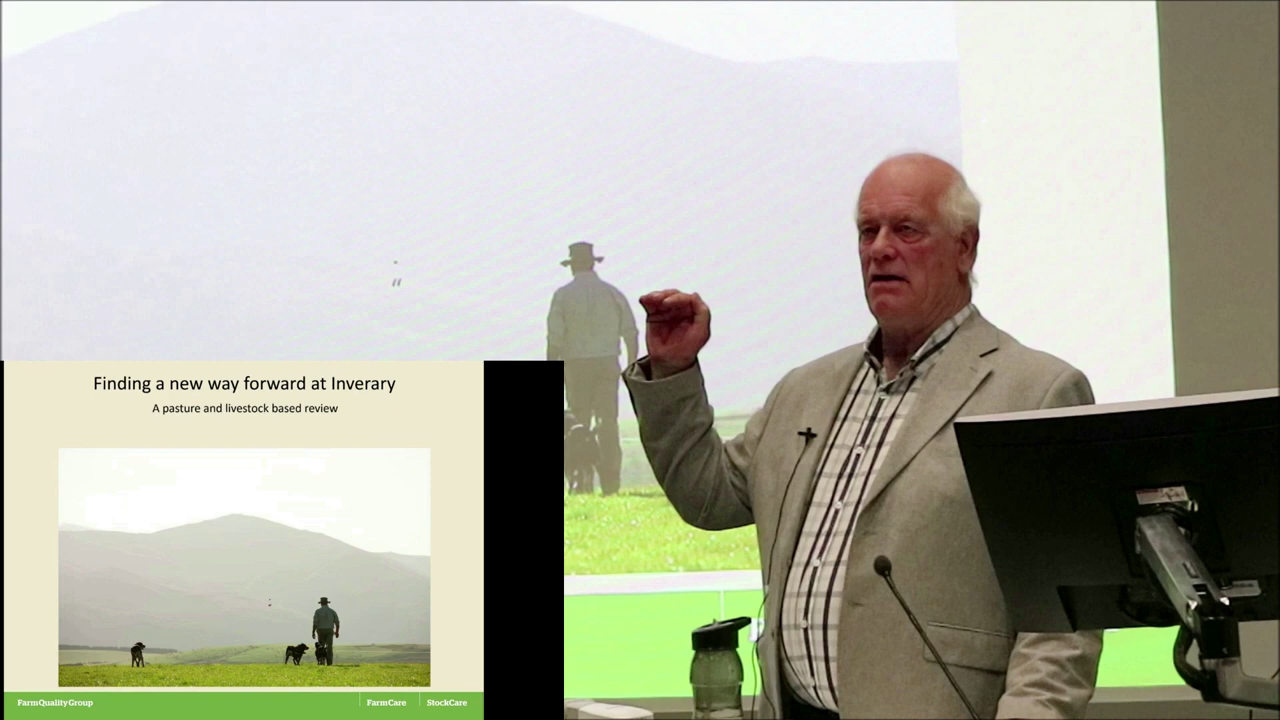 Finding a new way forward at Inverary
A pasture and livestock based review
FarmQualityGroup
FarmCare
StockCare